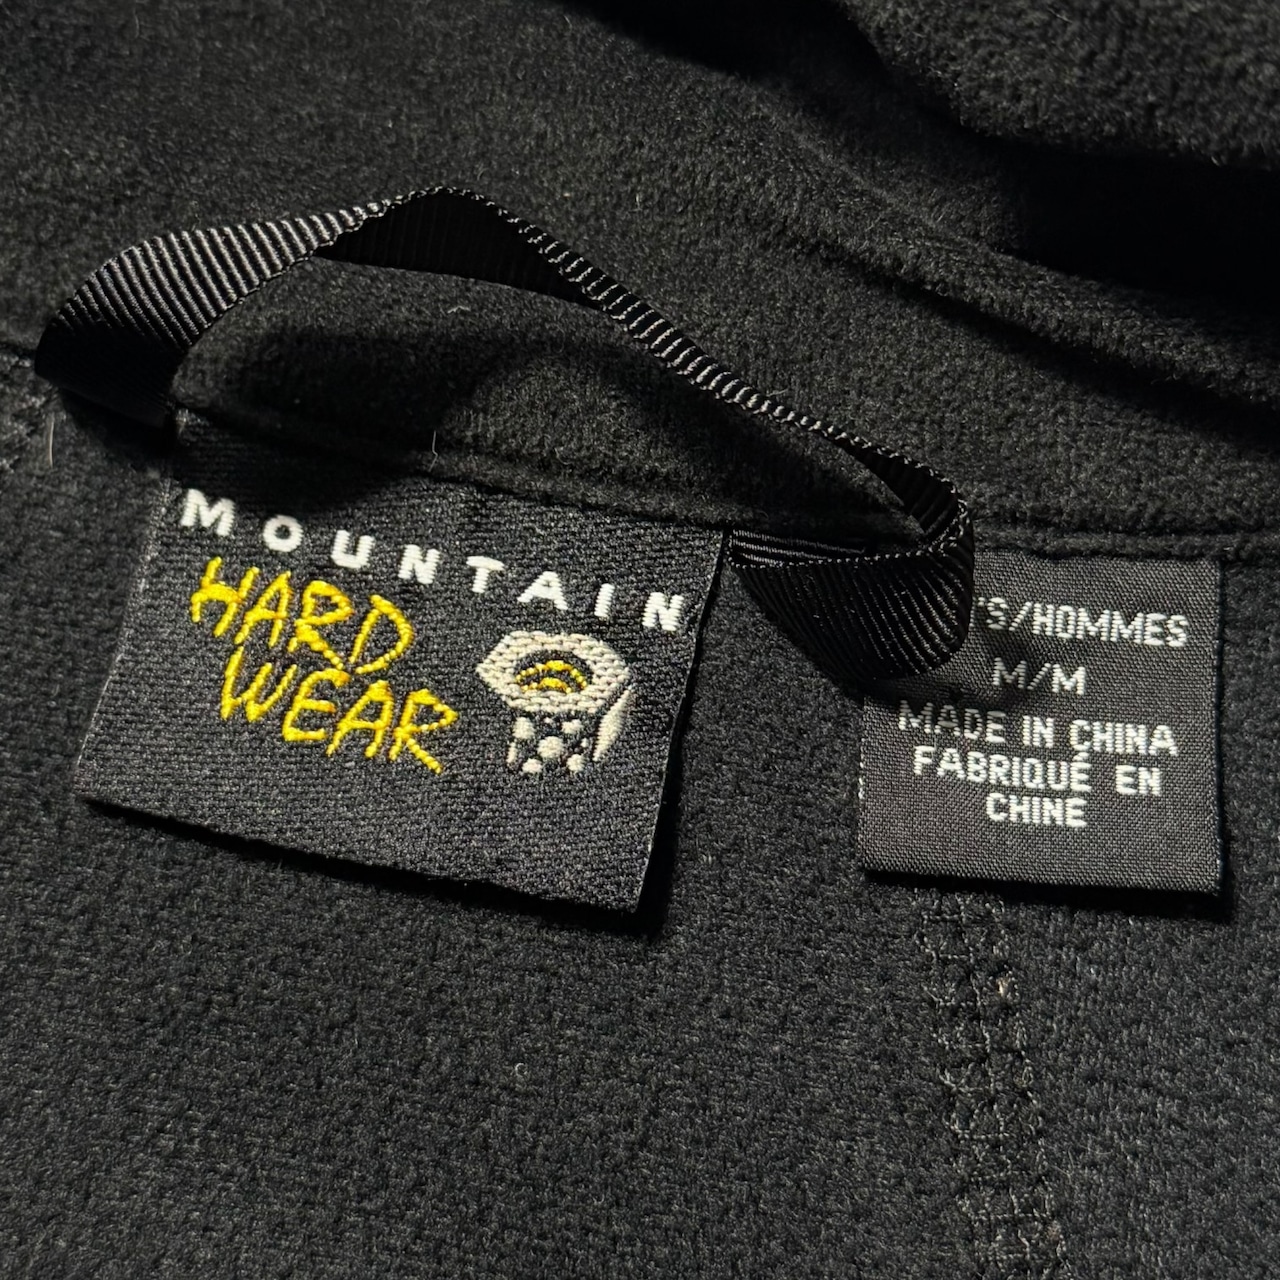 MOUNTAIN
HARD
WEAR
'S/HOMMES
M/M
MADE IN CHINA
FABRIQUÉ EN
CHINE